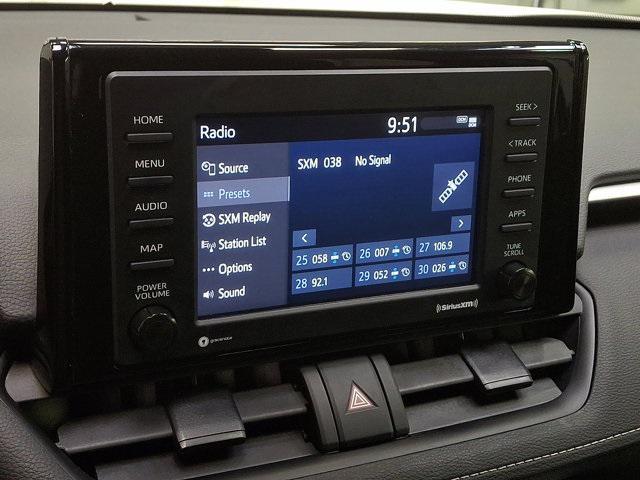 HOME
MENU
AUDIO
MAP
POWER
VOLUME
Radio
9:51
DCM
Source
Presets
SXM Replay
Station List
Options
Sound
SXM 038 No Signal
25 058
26 007
27 106.9
28 92.1
29 052
30 026
SEEK >
< TRACK
PHONE
APPS
TUNE
SCROLL
gracenote
SiriusXM